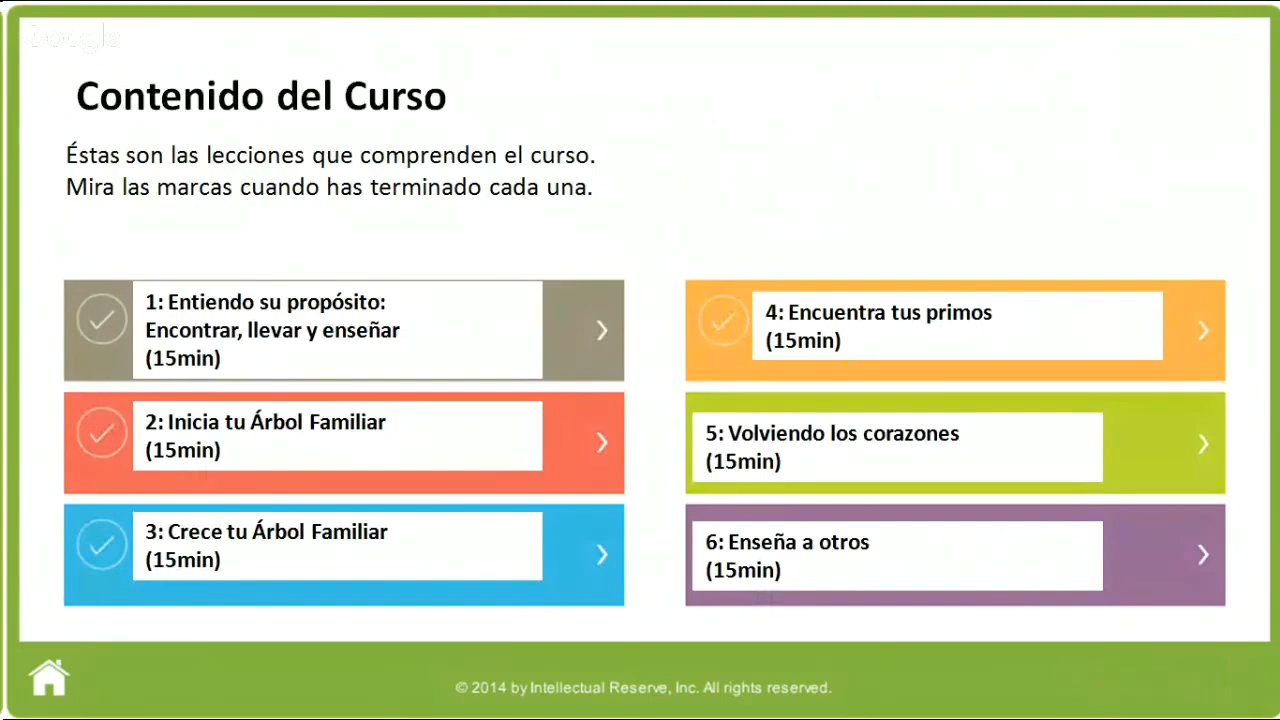 Google
Contenido del Curso
Éstas son las lecciones que comprenden el curso.
Mira las marcas cuando has terminado cada una.
1: Entiendo su propósito:
Encontrar, llevar y enseñar
(15min)
2: Inicia tu Árbol Familiar
(15min)
3: Crece tu Árbol Familiar
(15min)
4: Encuentra tus primos
(15min)
5: Volviendo los corazones
(15min)
6: Enseña a otros
(15min)
© 2014 by Intellectual Reserve, Inc. All rights reserved.